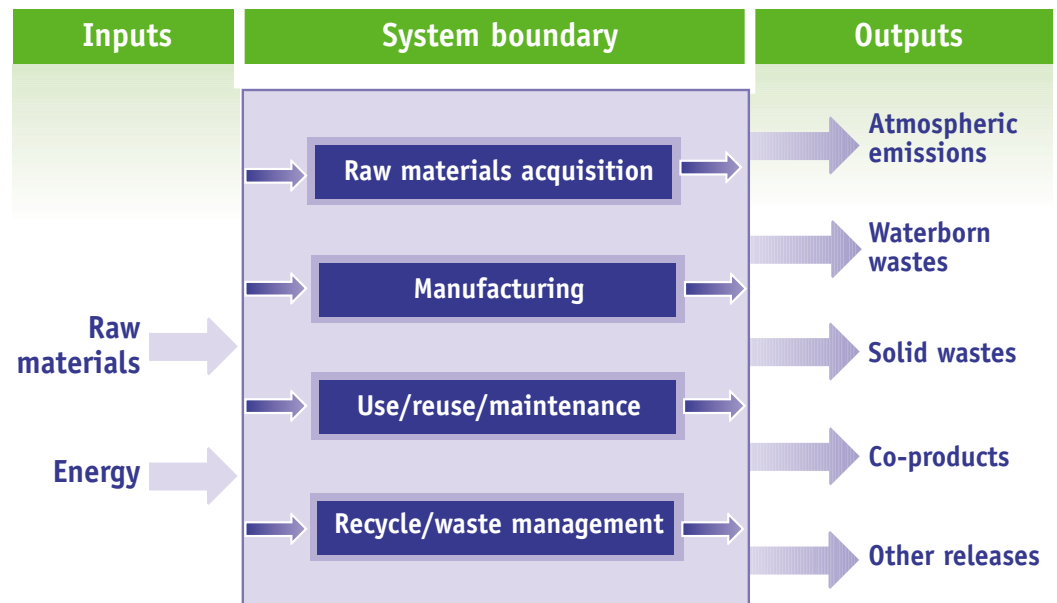 Inputs
System boundary
Outputs
Raw
materials
Energy
Raw materials acquisition
Manufacturing
Use/reuse/maintenance
Recycle/waste management
Atmospheric
emissions
Waterborn
wastes
Solid wastes
Co-products
Other releases